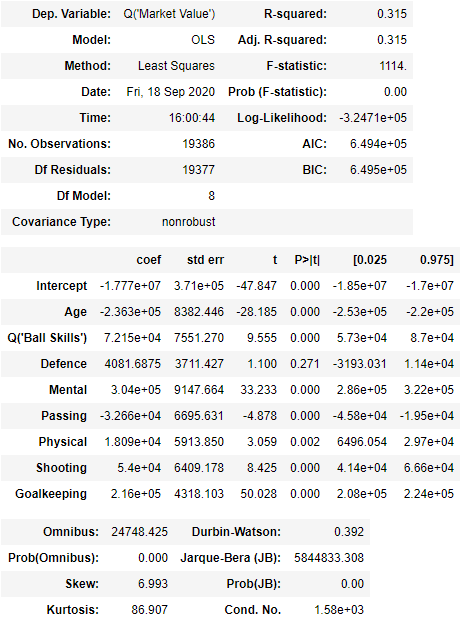 Dep. Variable: Q('Market Value') R-squared: 0.315
Model: OLS Adj. R-squared: 0.315
Method: Least Squares F-statistic: 1114.
Date: Fri, 18 Sep 2020 Prob (F-statistic): 0.00
Time: 16:00:44 Log-Likelihood: -3.2471e+05
No. Observations: 19386 AIC: 6.494e+05
Df Residuals: 19377 BIC: 6.495e+05
Df Model: 8
Covariance Type: nonrobust
coef std err t P>|t| [0.025 0.975]
Intercept -1.777e+07 3.71e+05 -47.847 0.000 -1.85e+07 -1.7e+07
Age -2.363e+05 8382.446 -28.185 0.000 -2.53e+05 -2.2e+05
Q('Ball Skills') 7.215e+04 7551.270 9.555 0.000 5.73e+04 8.7e+04
Defence 4081.6875 3711.427 1.100 0.271 -3193.031 1.14e+04
Mental 3.04e+05 9147.664 33.233 0.000 2.86e+05 3.22e+05
Passing -3.266e+04 6695.631 -4.878 0.000 -4.58e+04 -1.95e+04
Physical 1.809e+04 5913.850 3.059 0.002 6496.054 2.97e+04
Shooting 5.4e+04 6409.178 8.425 0.000 4.14e+04 6.66e+04
Goalkeeping 2.16e+05 4318.103 50.028 0.000 2.08e+05 2.24e+05
Omnibus: 24748.425 Durbin-Watson: 0.392
Prob(Omnibus): 0.000 Jarque-Bera (JB): 5844833.308
Skew: 6.993 Prob(JB): 0.00
Kurtosis: 86.907 Cond. No. 1.58e+03